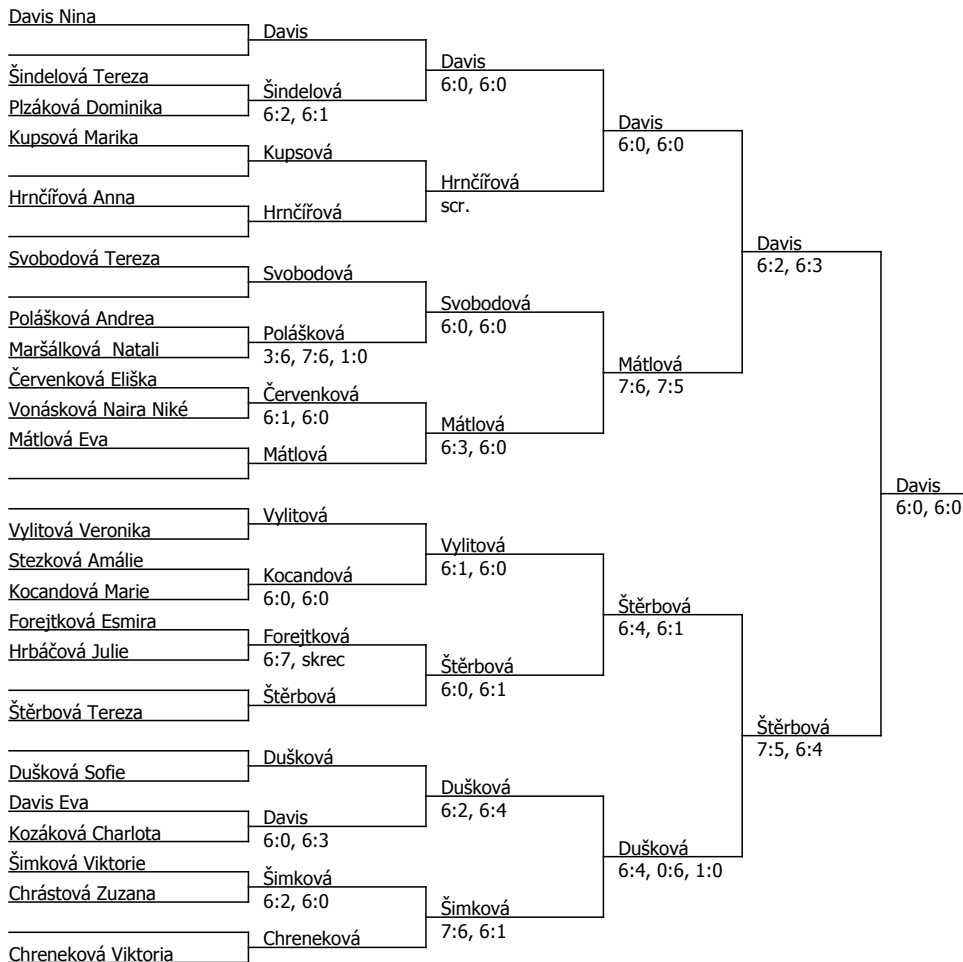 Davis Nina
Šindelová Tereza
Plzáková Dominika
Kupsová Marika
Hrnčířová Anna
Svobodová Tereza
Polášková Andrea
Maršálková  Natali
Červenková Eliška
Vonásková Naira Niké
Mátlová Eva
Vylitová Veronika
Stezková Amálie
Kocandová Marie
Forejtková Esmira
Hrbáčová Julie
Štěrbová Tereza
Dušková Sofie
Davis Eva
Kozáková Charlota
Šimková Viktorie
Chrástová Zuzana
Chreneková Viktoria
Davis
Šindelová
6:2, 6:1
Kupsová
Hrnčířová
Svobodová
Polášková
3:6, 7:6, 1:0
Červenková
6:1, 6:0
Mátlová
Vylitová
Kocandová
6:0, 6:0
Forejtková
6:7, skrec
Štěrbová
Dušková
Davis
6:0, 6:3
Šimková
6:2, 6:0
Chreneková
Davis
6:0, 6:0
Hrnčířová
scr.
Svobodová
6:0, 6:0
Mátlová
6:3, 6:0
Vylitová
6:1, 6:0
Štěrbová
6:0, 6:1
Dušková
6:2, 6:4
Šimková
7:6, 6:1
Davis
6:0, 6:0
Mátlová
7:6, 7:5
Štěrbová
6:4, 6:1
Dušková
6:4, 0:6, 1:0
Davis
6:2, 6:3
Štěrbová
7:5, 6:4
Davis
6:0, 6:0